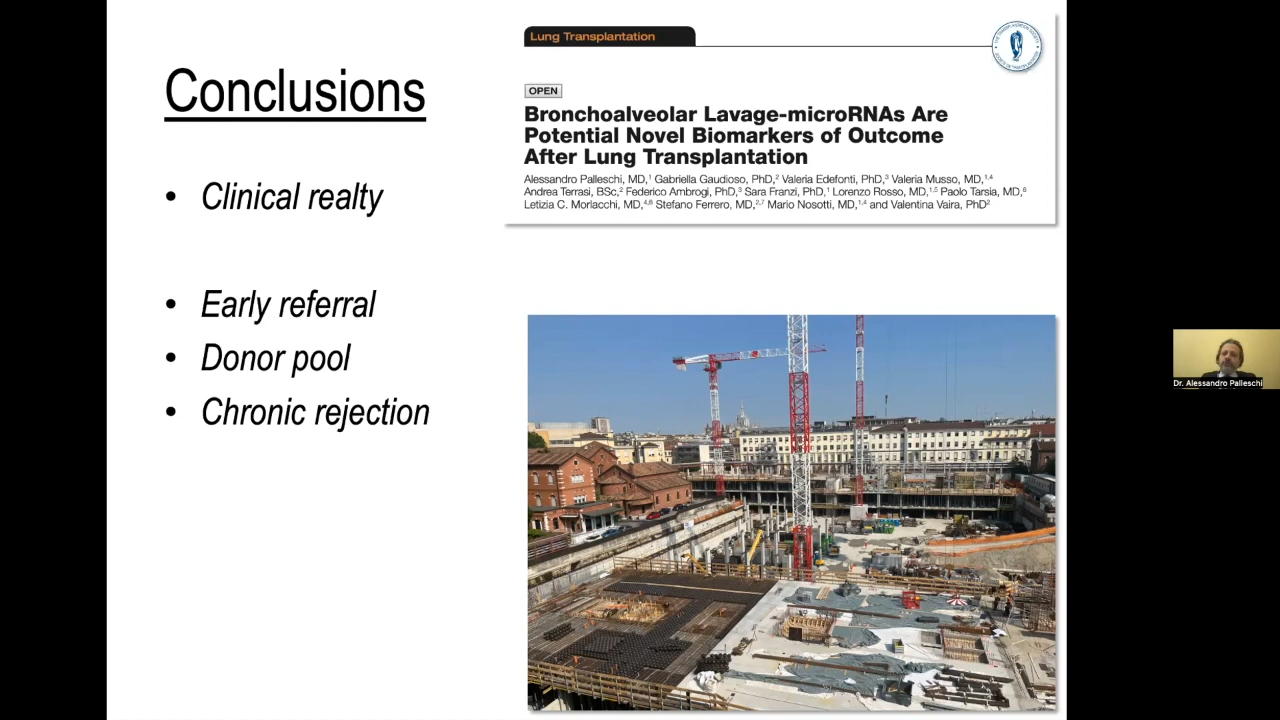 Conclusions
• Clinical realty
• Early referral
• Donor pool
• Chronic rejection
Lung Transplantation
OPEN
Bronchoalveolar Lavage-microRNAs Are
Potential Novel Biomarkers of Outcome
After Lung Transplantation
Alessandro Palleschi, MD,¹ Gabriella Gaudioso, PhD,² Valeria Edefonti, PhD,³ Valeria Musso, MD,¹,⁴
Andrea Terrasi, BSc,² Federico Ambrogi, PhD,³ Sara Franzi, PhD,¹ Lorenzo Rosso, MD,¹,⁵ Paolo Tarsia, MD,⁶
Letizia C. Morlacchi, MD,⁴,⁶ Stefano Ferrero, MD,²,⁷ Mario Nosotti, MD,¹,⁴ and Valentina Vaira, PhD²
Dr. Alessandro Palleschi